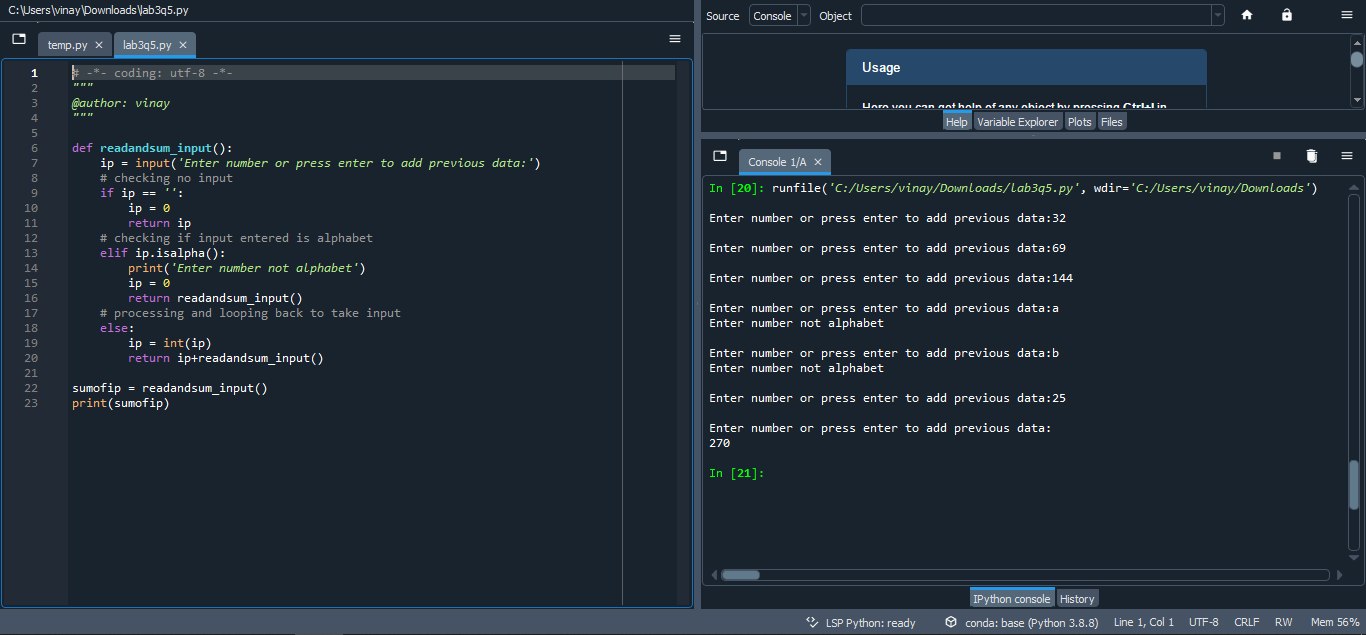 C:\Users\vinay\Downloads\lab3q5.py
temp.py
lab3q5.py
1 # -*- coding: utf-8 -*-
2 """
3 @author: vinay
4 """
5
6 def readandsum_input():
7     ip = input('Enter number or press enter to add previous data:')
8     # checking no input
9     if ip == '':
10         ip = 0
11         return ip
12     # checking if input entered is alphabet
13     elif ip.isalpha():
14         print('Enter number not alphabet')
15         ip = 0
16         return readandsum_input()
17     # processing and looping back to take input
18     else:
19         ip = int(ip)
20         return ip+readandsum_input()
21
22 sumofip = readandsum_input()
23 print(sumofip)
Source Console Object
Usage
Here you can get help of any object by pressing Ctrl+I in
Help Variable Explorer Plots Files
Console 1/A
In [20]: runfile('C:/Users/vinay/Downloads/lab3q5.py', wdir='C:/Users/vinay/Downloads')
Enter number or press enter to add previous data:32
Enter number or press enter to add previous data:69
Enter number or press enter to add previous data:144
Enter number or press enter to add previous data:a
Enter number not alphabet
Enter number or press enter to add previous data:b
Enter number not alphabet
Enter number or press enter to add previous data:25
Enter number or press enter to add previous data:
270
In [21]:
IPython console History
LSP Python: ready conda: base (Python 3.8.8) Line 1, Col 1 UTF-8 CRLF RW Mem 56%